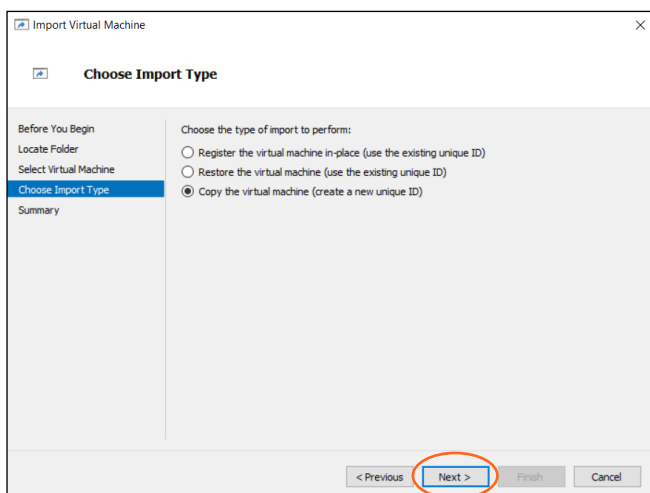 Import Virtual Machine
Choose Import Type
Before You Begin
Locate Folder
Select Virtual Machine
Choose Import Type
Summary
Choose the type of import to perform:
Register the virtual machine in-place (use the existing unique ID)
Restore the virtual machine (use the existing unique ID)
Copy the virtual machine (create a new unique ID)
< Previous Next > Finish Cancel